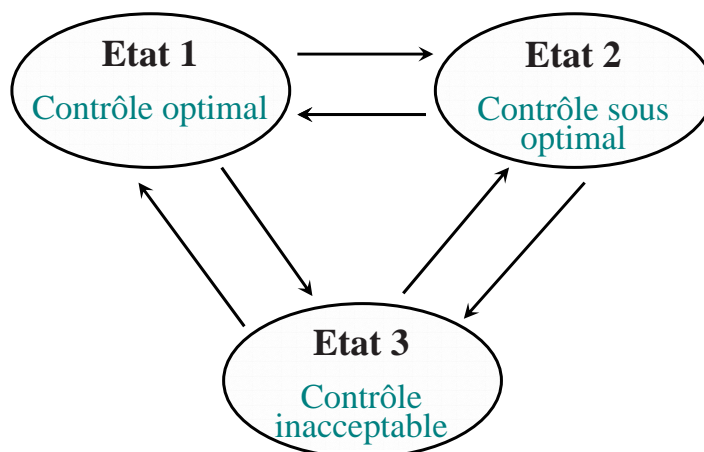 Etat 1
Contrôle optimal
Etat 2
Contrôle sous
optimal
Etat 3
Contrôle
inacceptable